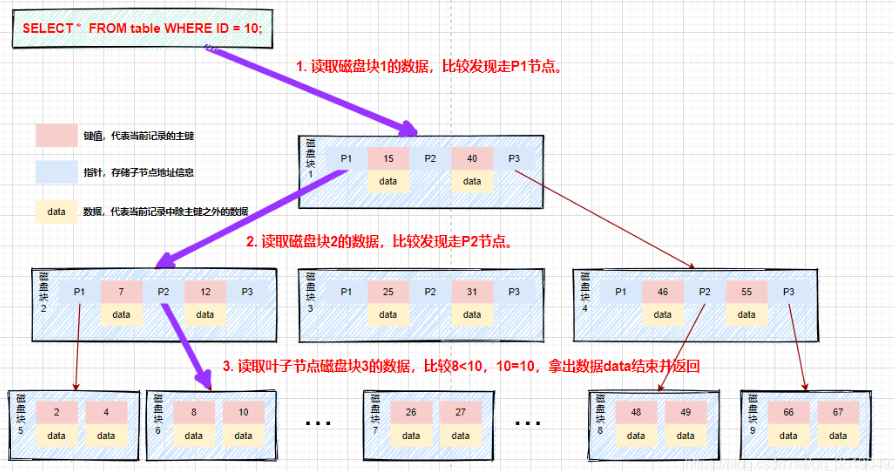 SELECT * FROM table WHERE ID = 10;
1. 读取磁盘块1的数据，比较发现走P1节点。
键值，代表当前记录的主键
指针，存储子节点地址信息
data 数据，代表当前记录中除主键之外的数据
磁盘块1 P1 15 P2 40 P3
data data
2. 读取磁盘块2的数据，比较发现走P2节点。
磁盘块2 P1 7 P2 12 P3
data data
磁盘块3 P1 25 P2 31 P3
data data
磁盘块4 P1 46 P2 55 P3
data data
3. 读取叶子节点磁盘块3的数据，比较8<10，10=10，拿出数据data结束并返回
磁盘块5 2 4
data data
磁盘块6 8 10
data data
...
磁盘块7 26 27
data data
...
磁盘块8 48 49
data data
磁盘块9 66 67
data data